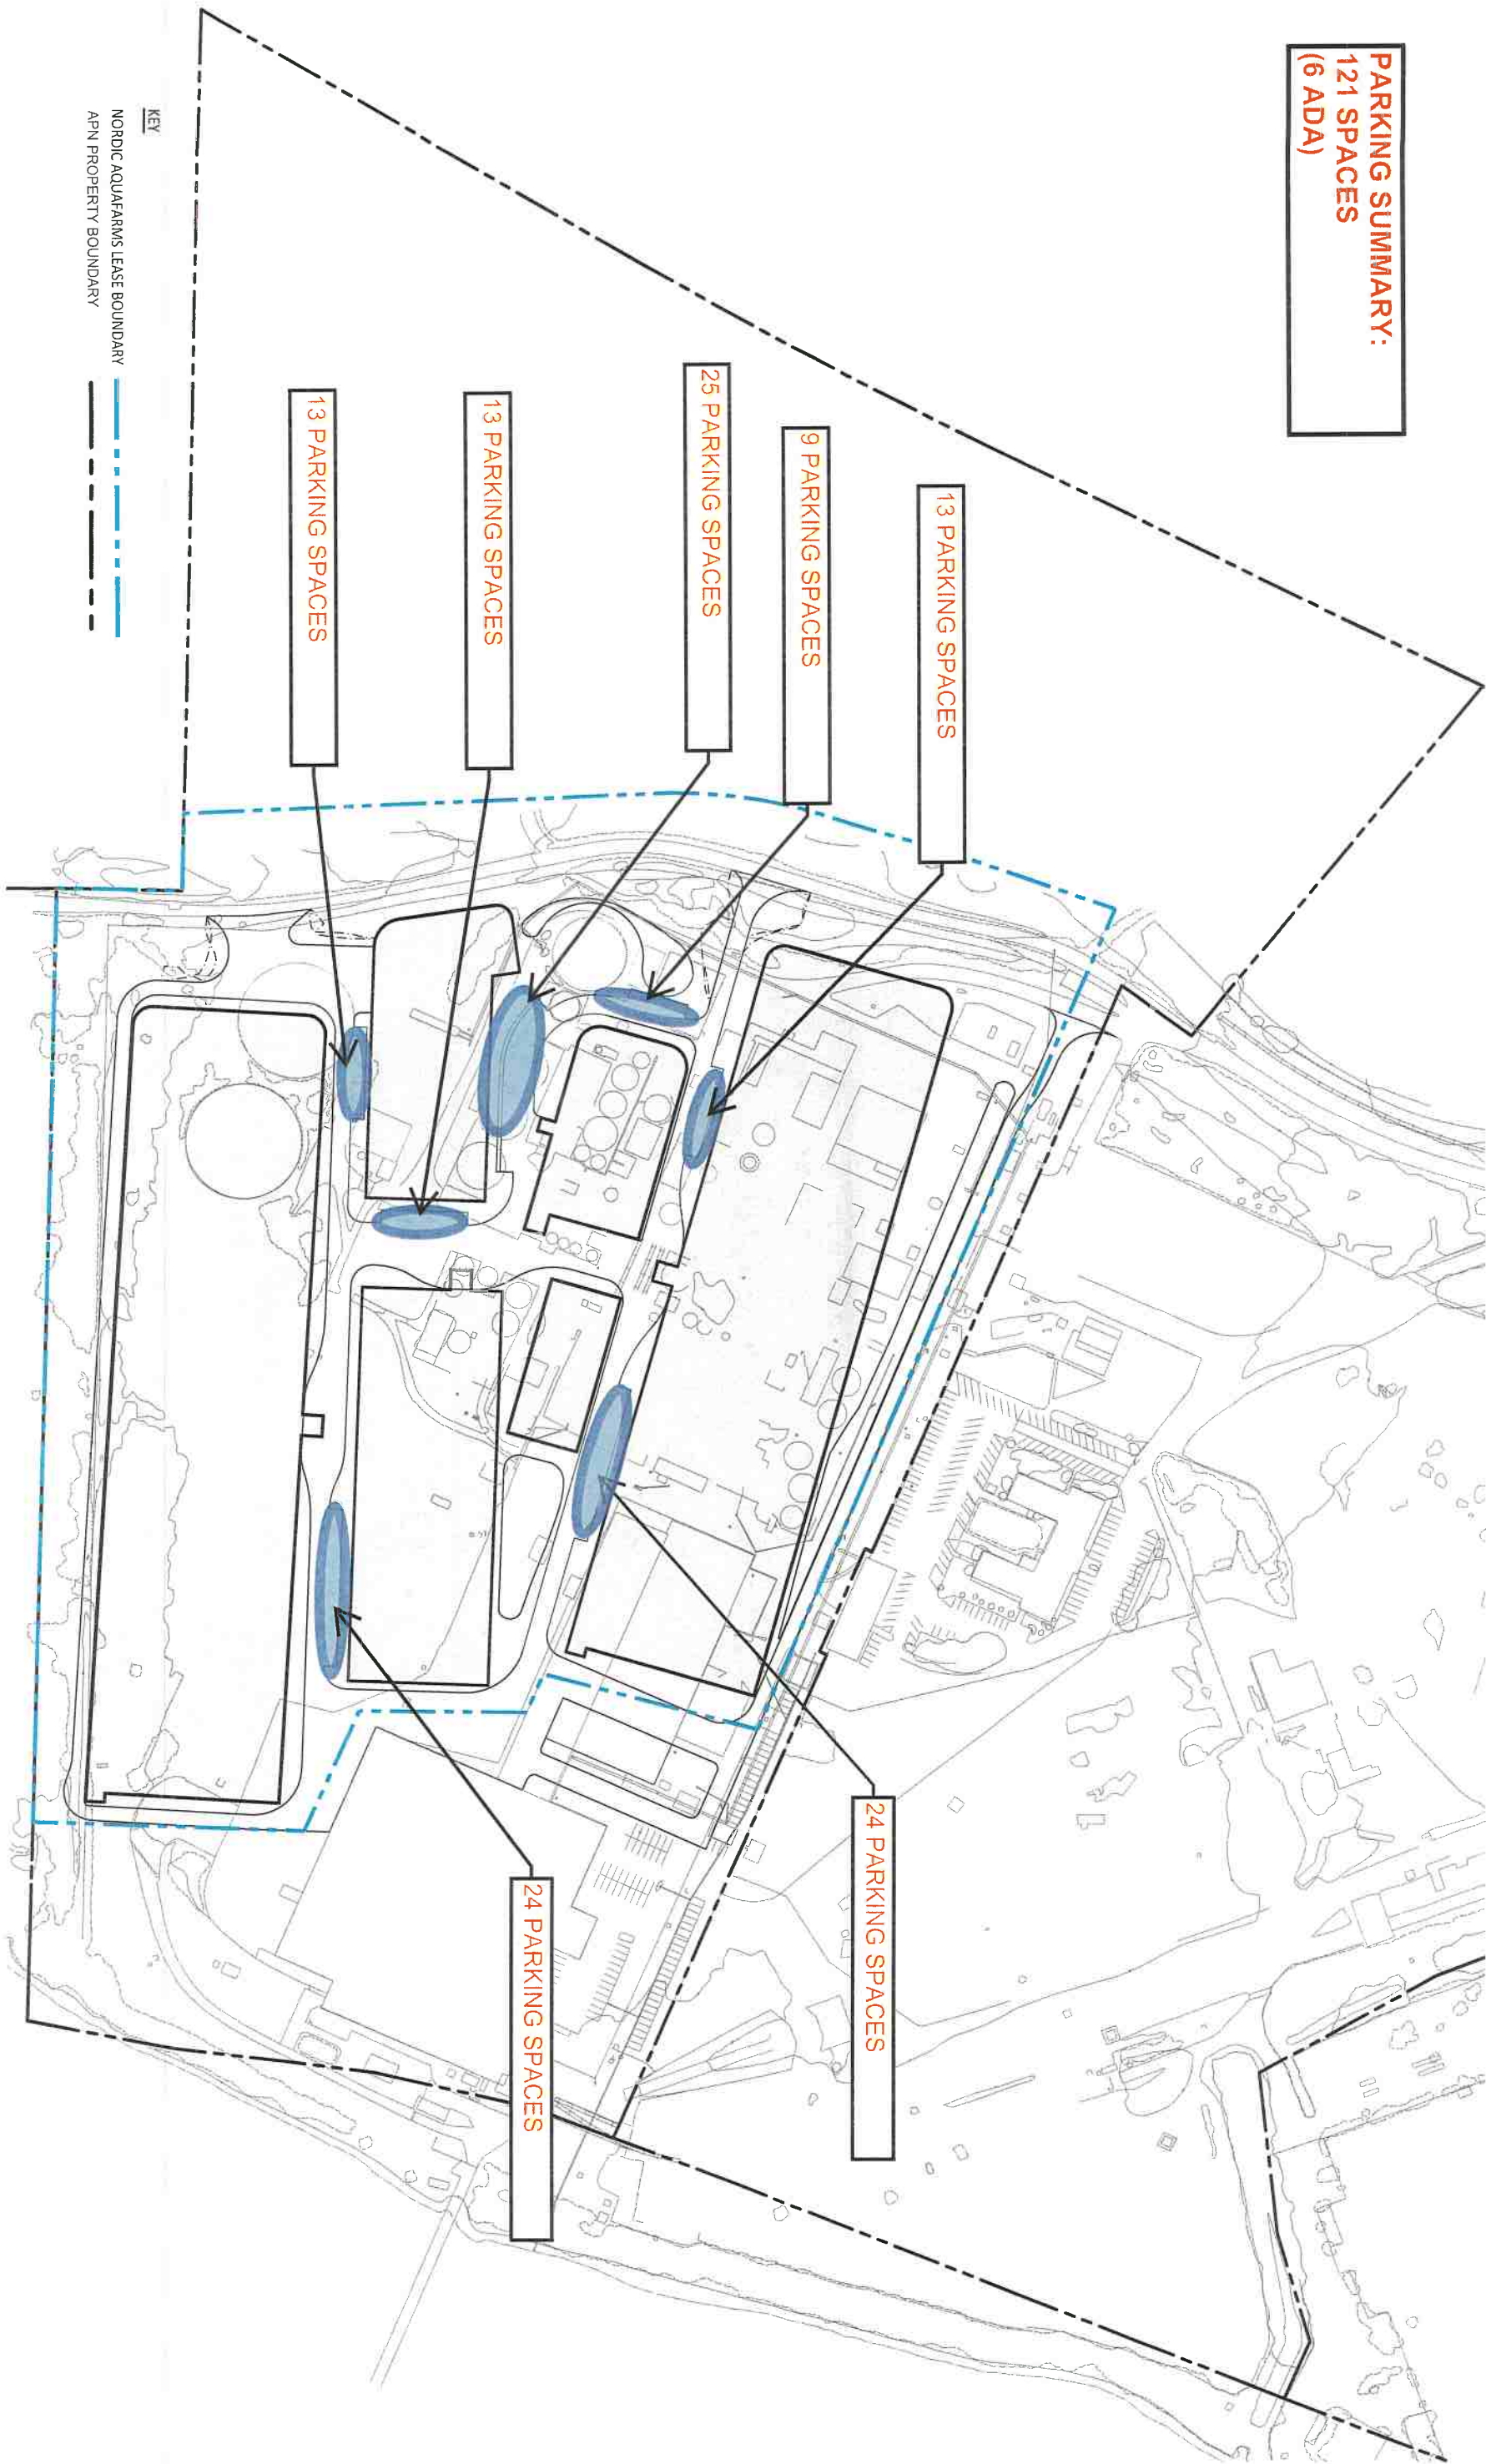 PARKING SUMMARY:
121 SPACES
(6 ADA)
13 PARKING SPACES
9 PARKING SPACES
25 PARKING SPACES
13 PARKING SPACES
13 PARKING SPACES
24 PARKING SPACES
24 PARKING SPACES
KEY
NORDIC AQUAFARMS LEASE BOUNDARY
APN PROPERTY BOUNDARY